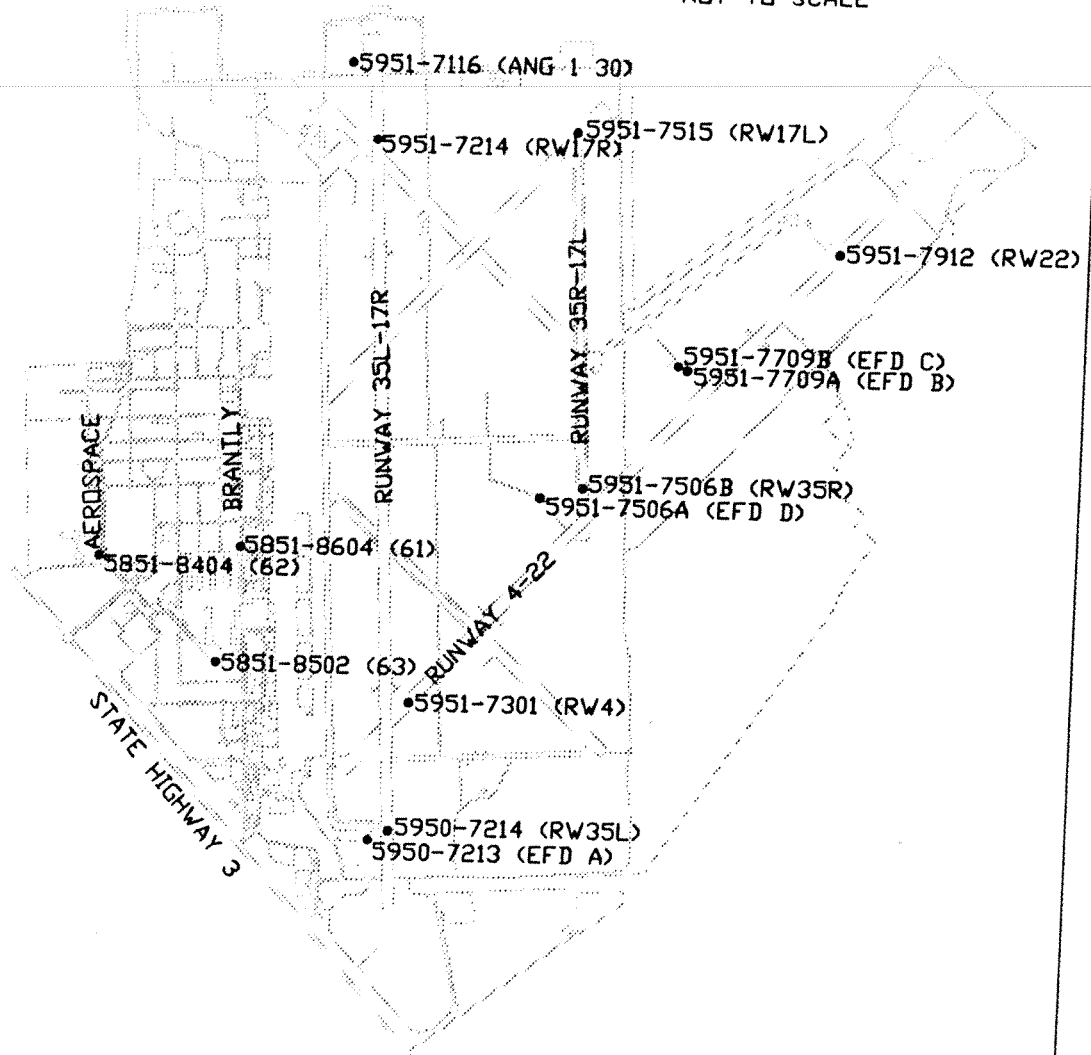 NOT TO SCALE
5951-7116 (ANG 1 30)
5951-7515 (RW17L)
5951-7214 (RW17R)
5951-7912 (RW22)
RUNWAY 35R-17L
RUNWAY 35L-17R
5951-7709B (EFD C)
5951-7709A (EFD B)
AEROSPACE
BRANTLY
5951-7506B (RW35R)
5951-7506A (EFD D)
5851-8604 (61)
5851-8404 (62)
RUNWAY 4-22
5851-8502 (63)
5951-7301 (RW4)
STATE HIGHWAY 3
5950-7214 (RW35L)
5950-7213 (EFD A)